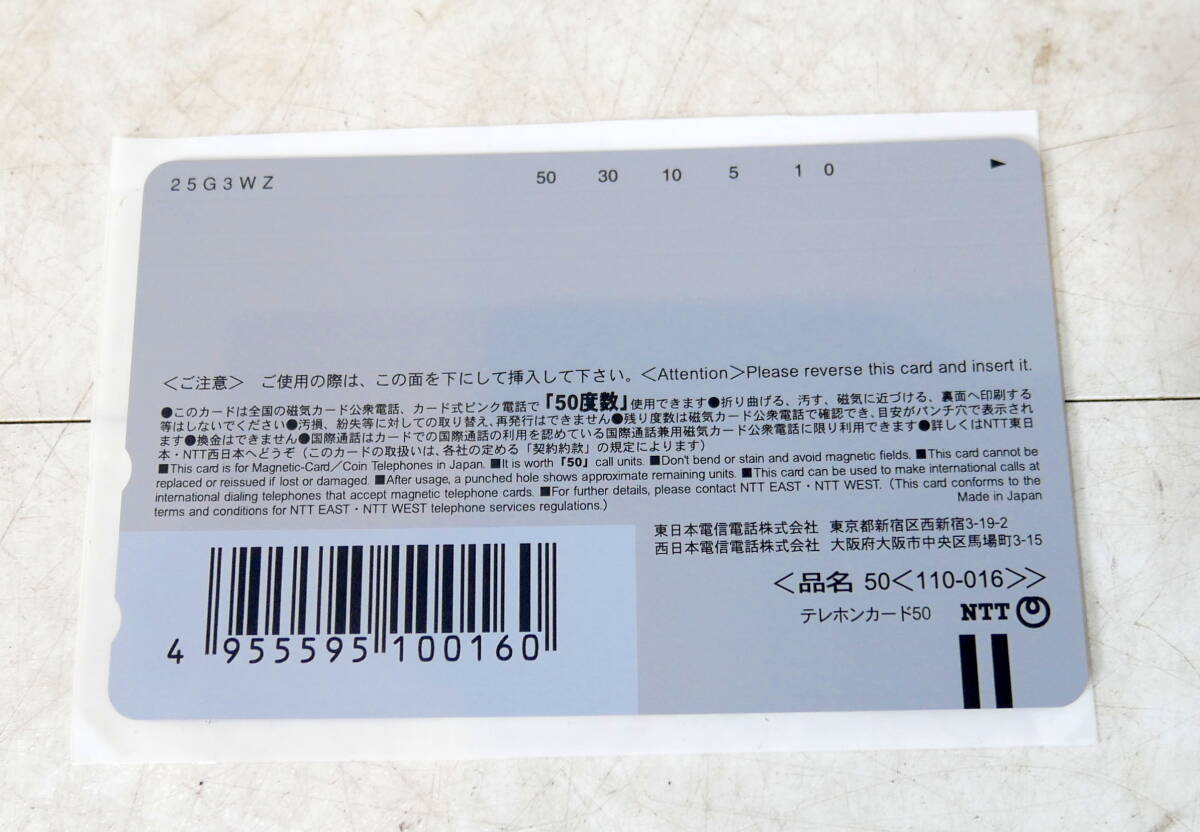 25G3WZ 50 30 10 5 1 0
＜ご注意＞ ご使用の際は、この面を下にして挿入して下さい。＜Attention＞Please reverse this card and insert it.
●このカードは全国の磁気カード公衆電話、カード式ピンク電話で「50度数」使用できます●折り曲げる、汚す、磁気に近づける、裏面へ印刷する
等はしないでください●汚損、紛失等に対しての取り替え、再発行はできません●残り度数は磁気カード公衆電話で確認でき、目安がパンチ穴で表示され
ます●換金はできません●国際通話はカードでの国際通話の利用を認めている国際通話兼用磁気カード公衆電話に限り利用できます●詳しくはNTT東日
本・NTT西日本へどうぞ（このカードの取扱いは、各社の定める「契約約款」の規定によります）
■This card is for Magnetic-Card／Coin Telephones in Japan. ■It is worth「50」call units. ■Don't bend or stain and avoid magnetic fields. ■This card cannot be
replaced or reissued if lost or damaged. ■After usage, a punched hole shows approximate remaining units. ■This card can be used to make international calls at
international dialing telephones that accept magnetic telephone cards. ■For further details, please contact NTT EAST・NTT WEST.（This card conforms to the
terms and conditions for NTT EAST・NTT WEST telephone services regulations.） Made in Japan
東日本電信電話株式会社 東京都新宿区西新宿3-19-2
西日本電信電話株式会社 大阪府大阪市中央区馬場町3-15
＜品名 50＜110-016＞＞
テレホンカード50 NTT
4 955595 100160